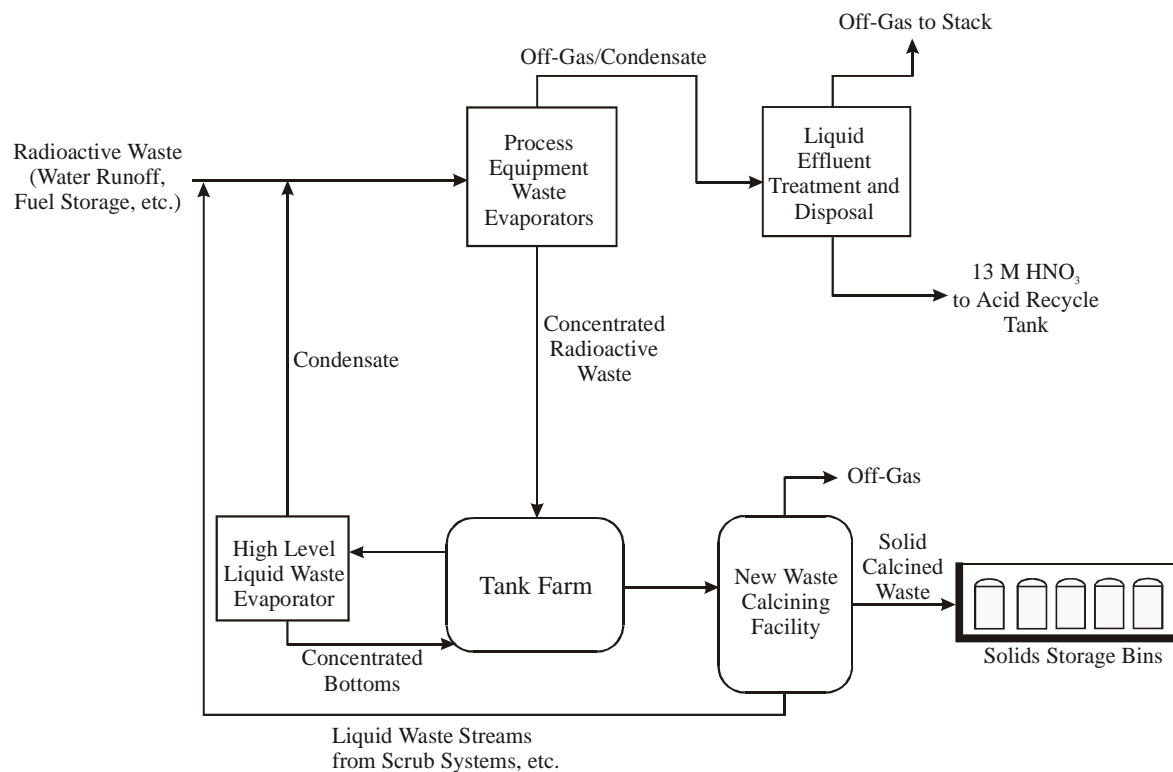 Off-Gas to Stack
Off-Gas/Condensate
Radioactive Waste
(Water Runoff,
Fuel Storage, etc.)
Process
Equipment
Waste
Evaporators
Liquid
Effluent
Treatment and
Disposal
13 M HNO₃
to Acid Recycle
Tank
Condensate
Concentrated
Radioactive
Waste
Off-Gas
High Level
Liquid Waste
Evaporator
Tank Farm
New Waste
Calcining
Facility
Solid
Calcined
Waste
Solids Storage Bins
Concentrated
Bottoms
Liquid Waste Streams
from Scrub Systems, etc.